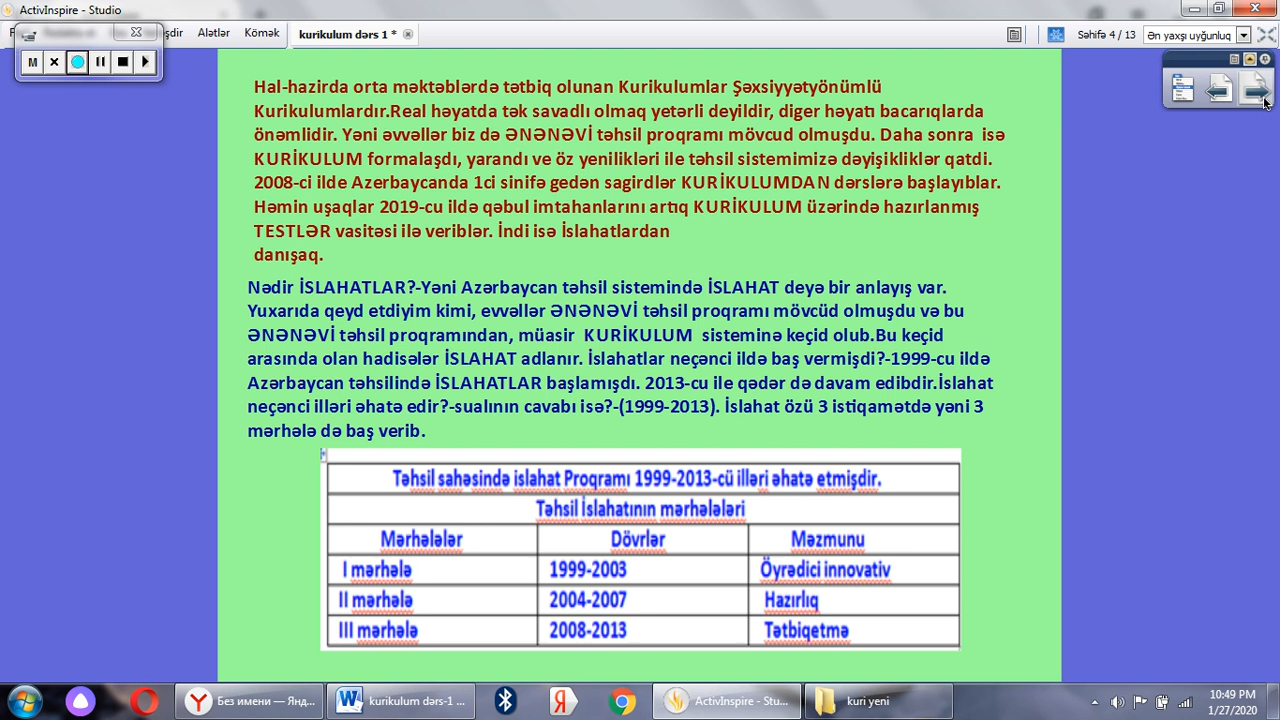 ActivInspire - Studio
Alətlər Kömək kurikulum dərs 1 * Səhifə 4 / 13 Ən yaxşı uyğunluq
M
Hal-hazirda orta məktəblərdə tətbiq olunan Kurikulumlar Şəxsiyyətyönümlü
Kurikulumlardır.Real həyatda tək savadlı olmaq yetərli deyildir, diger həyatı bacarıqlarda
önəmlidir. Yəni əvvəllər biz də ƏNƏNƏVİ təhsil proqramı mövcud olmuşdu. Daha sonra isə
KURİKULUM formalaşdı, yarandı ve öz yenilikləri ile təhsil sistemimizə dəyişikliklər qatdi.
2008-ci ilde Azerbaycanda 1ci sinifə gedən sagirdlər KURİKULUMDAN dərslərə başlayıblar.
Həmin uşaqlar 2019-cu ildə qəbul imtahanlarını artıq KURİKULUM üzərində hazırlanmış
TESTLƏR vasitəsi ilə veriblər. İndi isə İslahatlardan
danışaq.
Nədir İSLAHATLAR?-Yəni Azərbaycan təhsil sistemində İSLAHAT deyə bir anlayış var.
Yuxarıda qeyd etdiyim kimi, evvəllər ƏNƏNƏVİ təhsil proqramı mövcüd olmuşdu və bu
ƏNƏNƏVİ təhsil proqramından, müasir KURİKULUM sisteminə keçid olub.Bu keçid
arasında olan hadisələr İSLAHAT adlanır. İslahatlar neçənci ildə baş vermişdi?-1999-cu ildə
Azərbaycan təhsilində İSLAHATLAR başlamışdı. 2013-cu ile qədər də davam edibdir.İslahat
neçənci illəri əhatə edir?-sualının cavabı isə?-(1999-2013). İslahat özü 3 istiqamətdə yəni 3
mərhələ də baş verib.
Təhsil sahəsində islahat Proqramı 1999-2013-cü illəri əhatə etmişdir.
Təhsil İslahatının mərhələləri
Mərhələlər Dövrlər Məzmunu
I mərhələ 1999-2003 Öyrədici innovativ
II mərhələ 2004-2007 Hazırlıq
III mərhələ 2008-2013 Tətbiqetmə
Без имени — Янд... kurikulum dərs-1 ... ActivInspire - Stu... kuri yeni
10:49 PM
1/27/2020